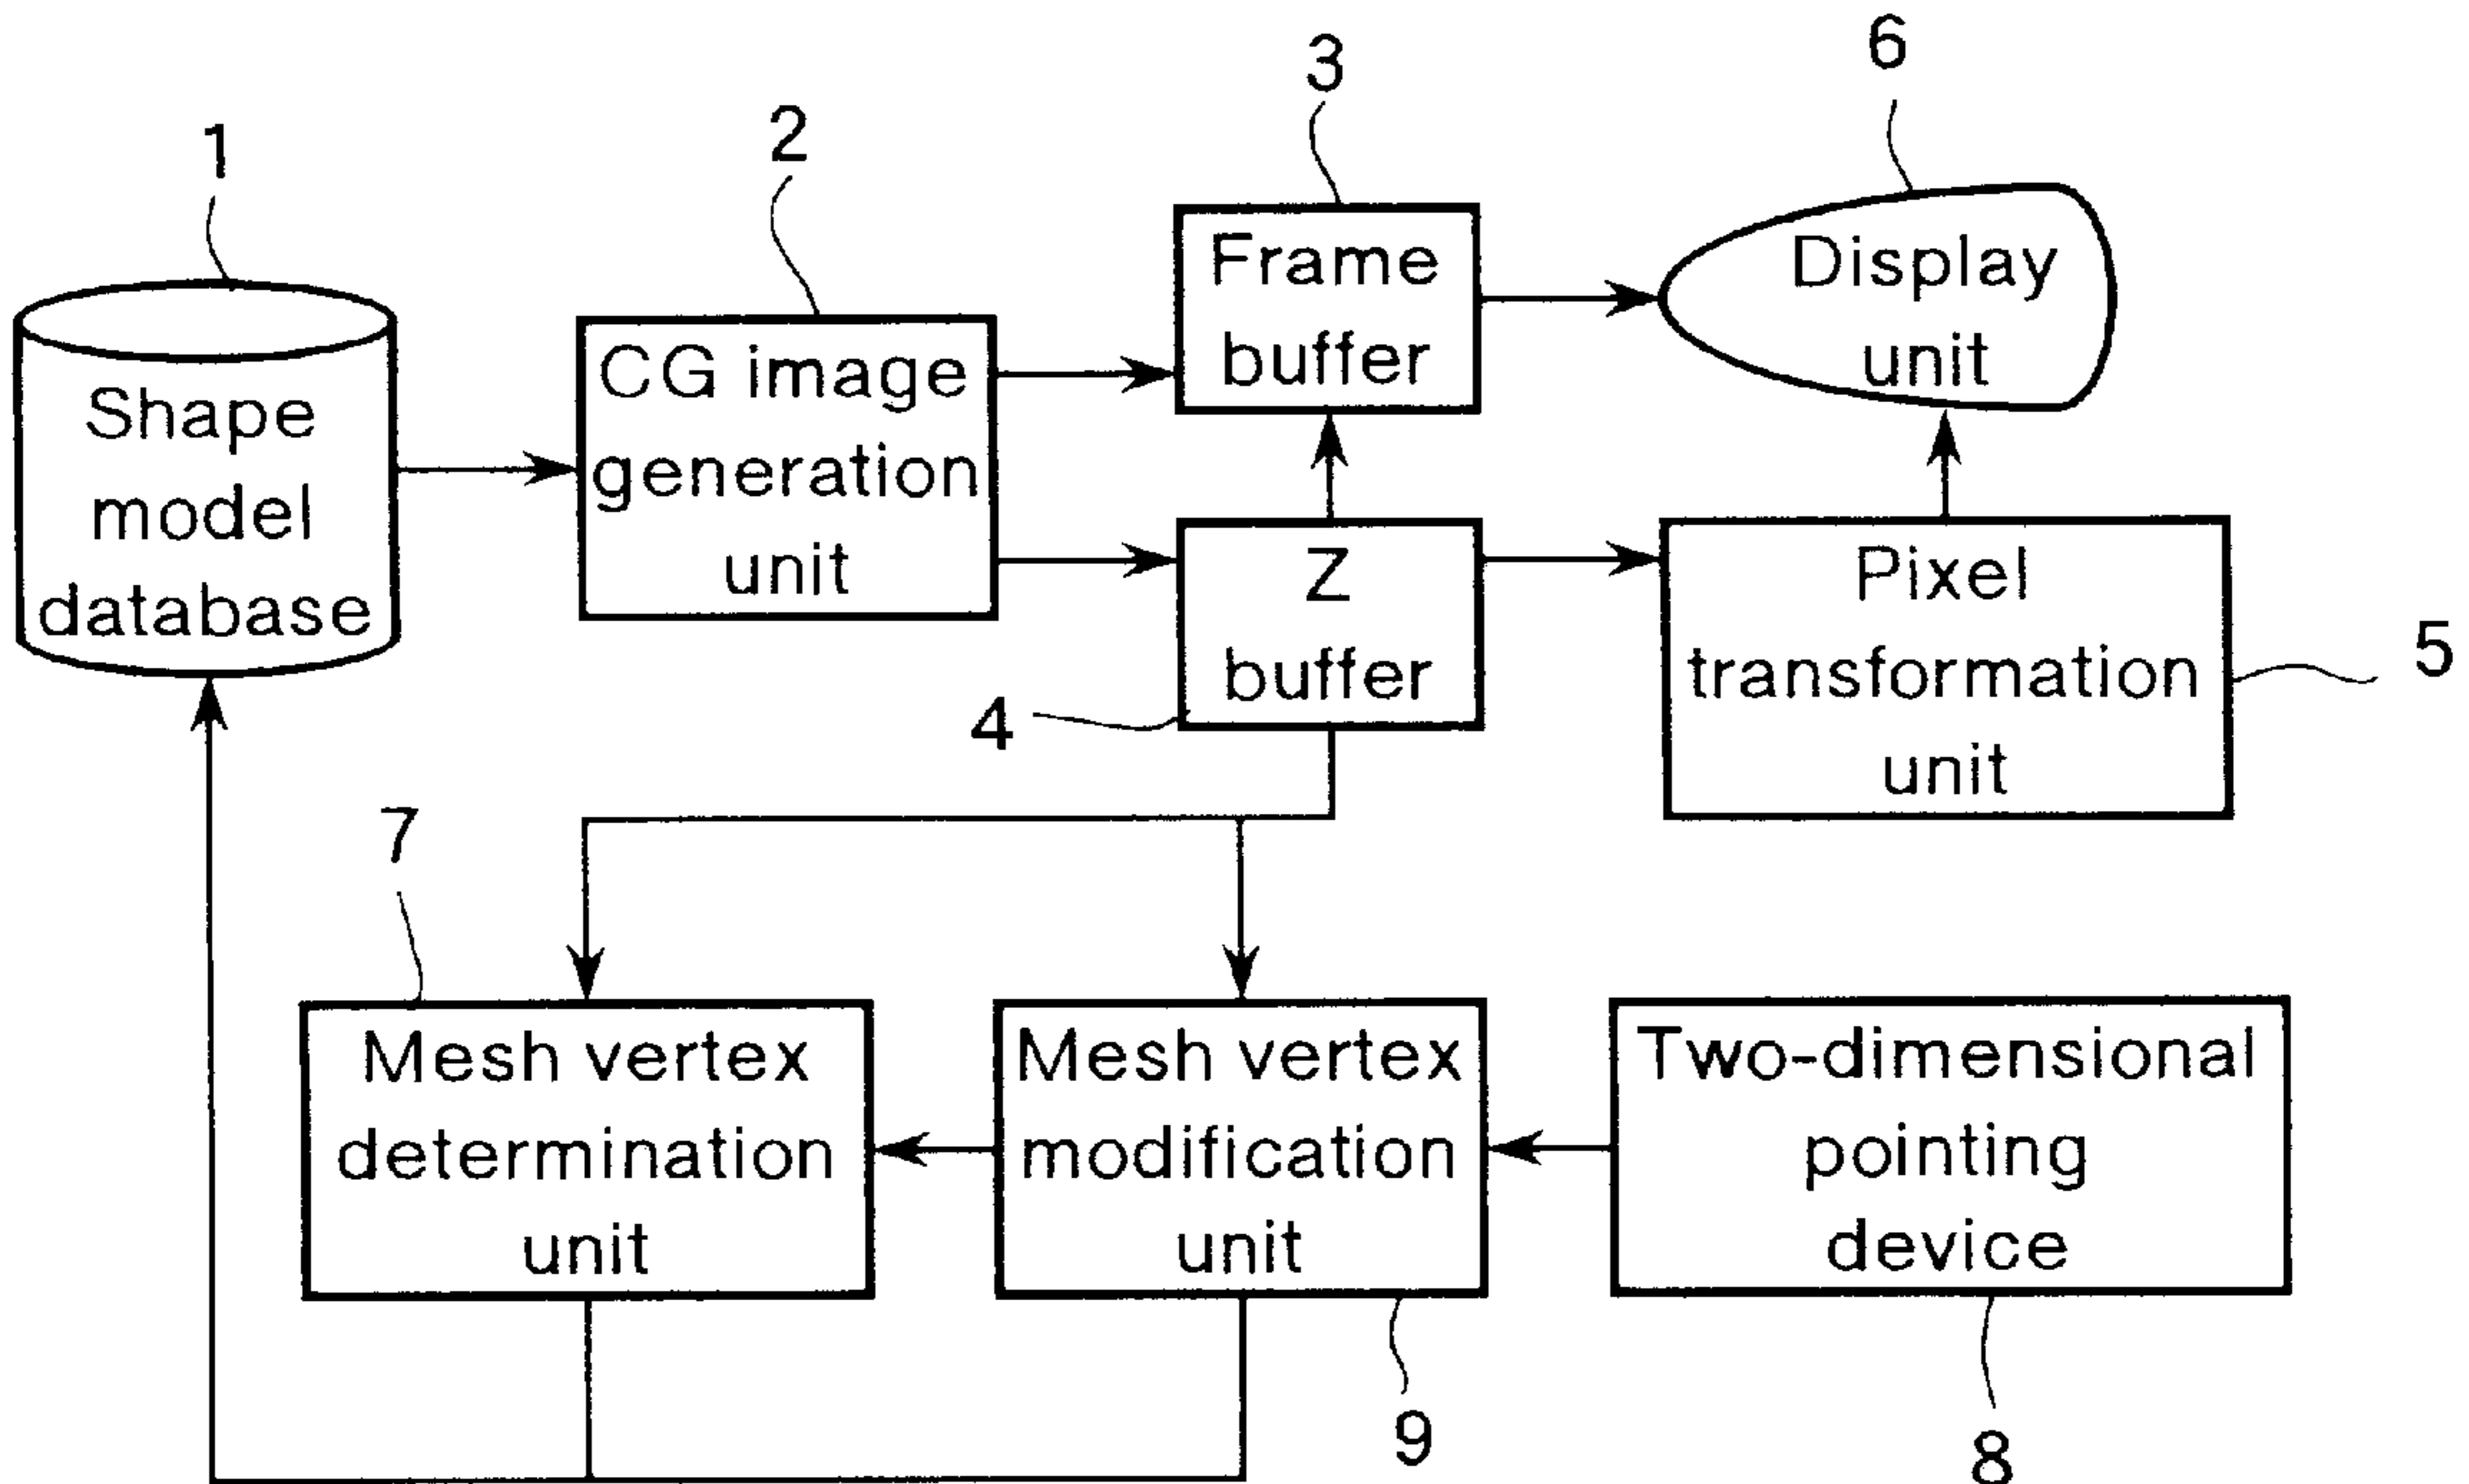 1
Shape
model
database
2
CG image
generation
unit
3
Frame
buffer
6
Display
unit
Z
buffer
4
Pixel
transformation
unit
5
7
Mesh vertex
determination
unit
Mesh vertex
modification
unit
9
Two-dimensional
pointing
device
8